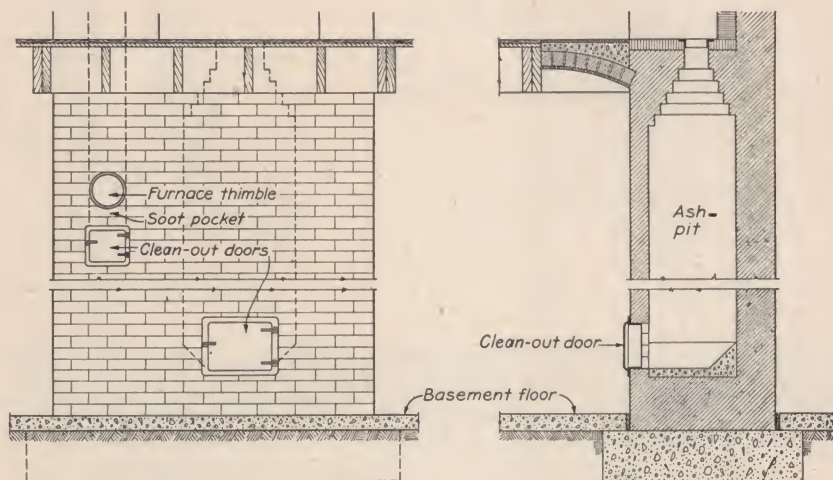 Furnace thimble
Soot pocket
Clean-out doors
Ash-
pit
Clean-out door
Basement floor